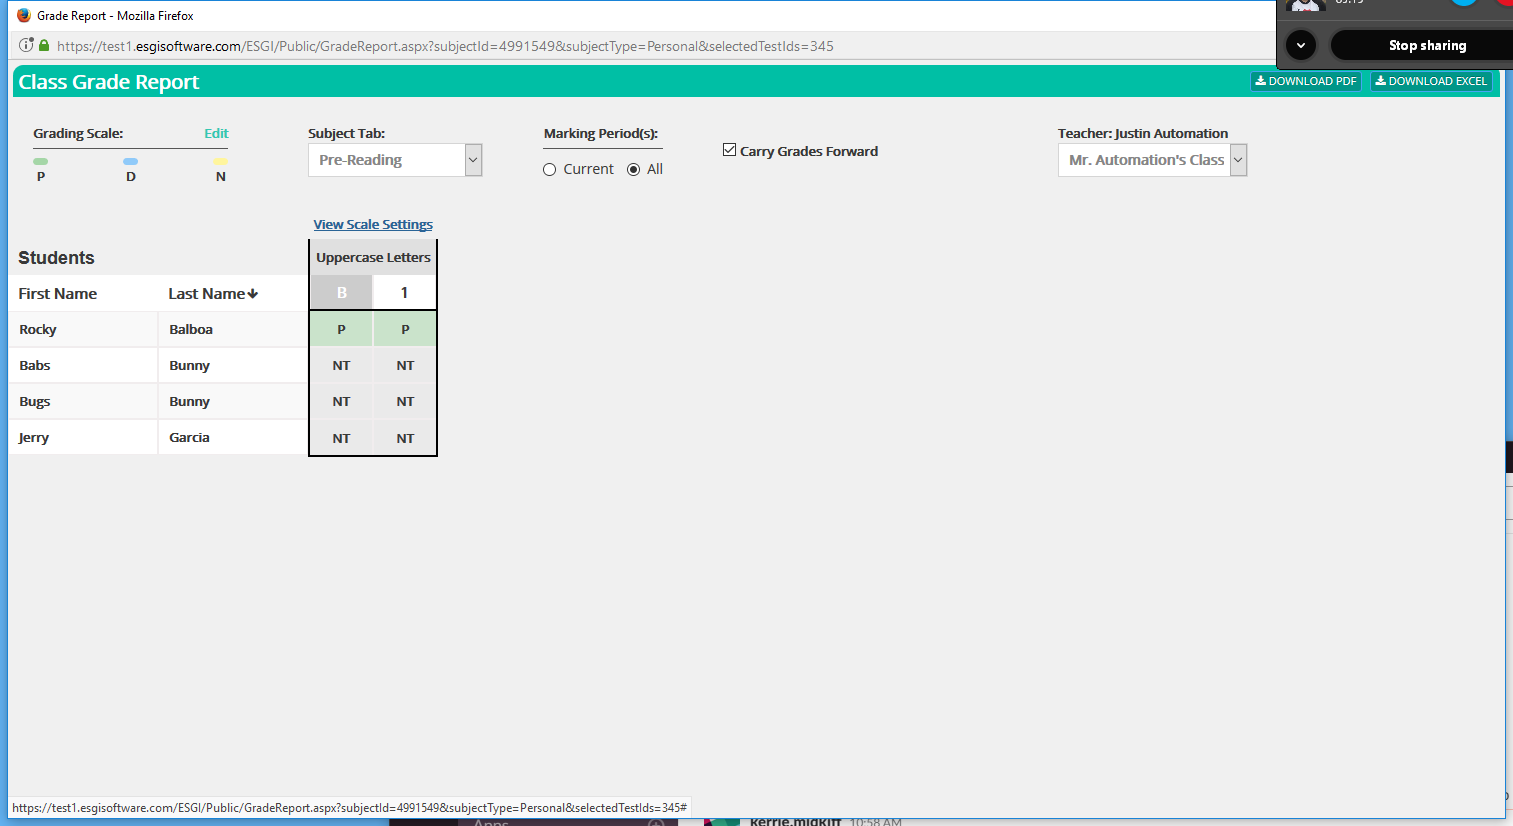 Grade Report - Mozilla Firefox
https://test1.esgisoftware.com/ESGI/Public/GradeReport.aspx?subjectId=4991549&subjectType=Personal&selectedTestIds=345
Stop sharing
Class Grade Report
DOWNLOAD PDF DOWNLOAD EXCEL
Grading Scale: Edit
P D N
Subject Tab:
Pre-Reading
Marking Period(s):
Current All
Carry Grades Forward
Teacher: Justin Automation
Mr. Automation's Class
View Scale Settings
Students Uppercase Letters
First Name Last Name B 1
Rocky Balboa P P
Babs Bunny NT NT
Bugs Bunny NT NT
Jerry Garcia NT NT
https://test1.esgisoftware.com/ESGI/Public/GradeReport.aspx?subjectId=4991549&subjectType=Personal&selectedTestIds=345#
Apps kerrie.midkiff 10:58 AM